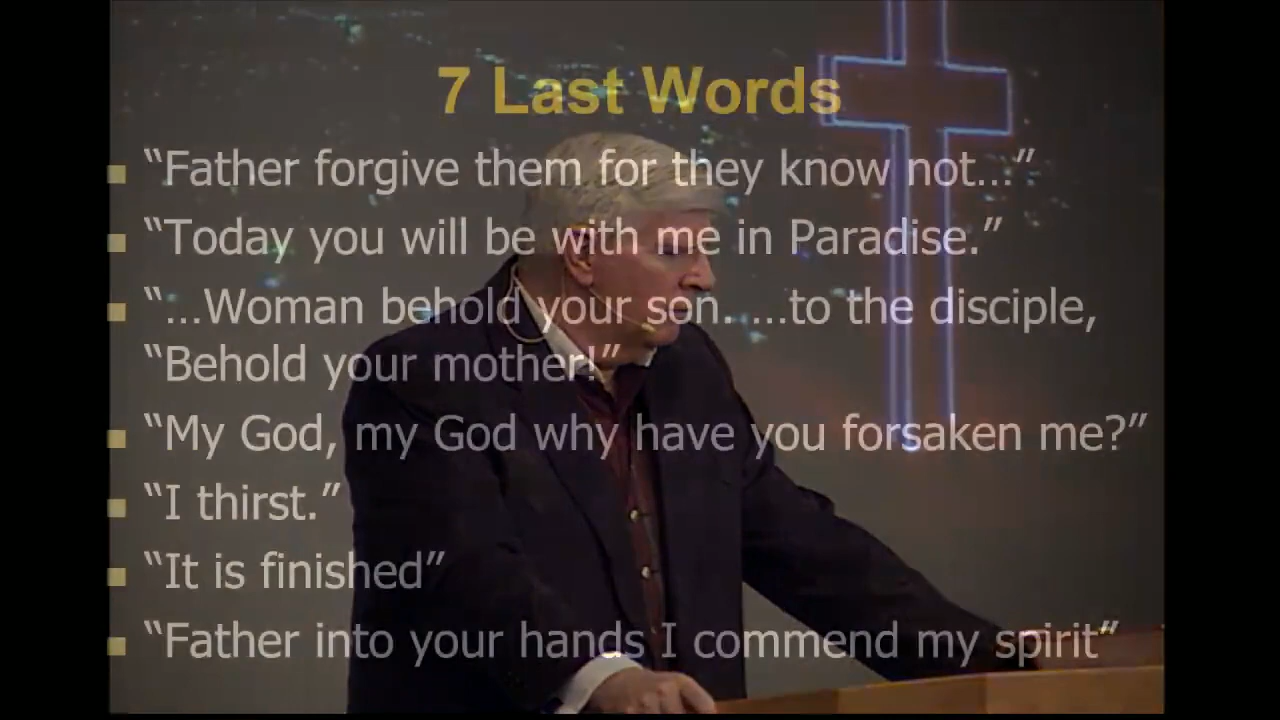 7 Last Words
“Father forgive them for they know not…”
“Today you will be with me in Paradise.”
“…Woman behold your son. …to the disciple,
“Behold your mother!”
“My God, my God why have you forsaken me?”
“I thirst.”
“It is finished”
“Father into your hands I commend my spirit”